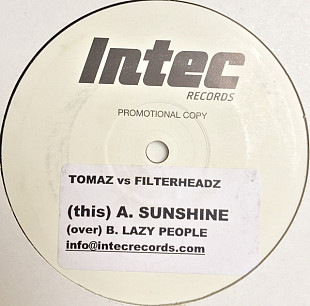 Intec
RECORDS
PROMOTIONAL COPY
TOMAZ vs FILTERHEADZ
(this) A. SUNSHINE
(over) B. LAZY PEOPLE
info@intecrecords.com